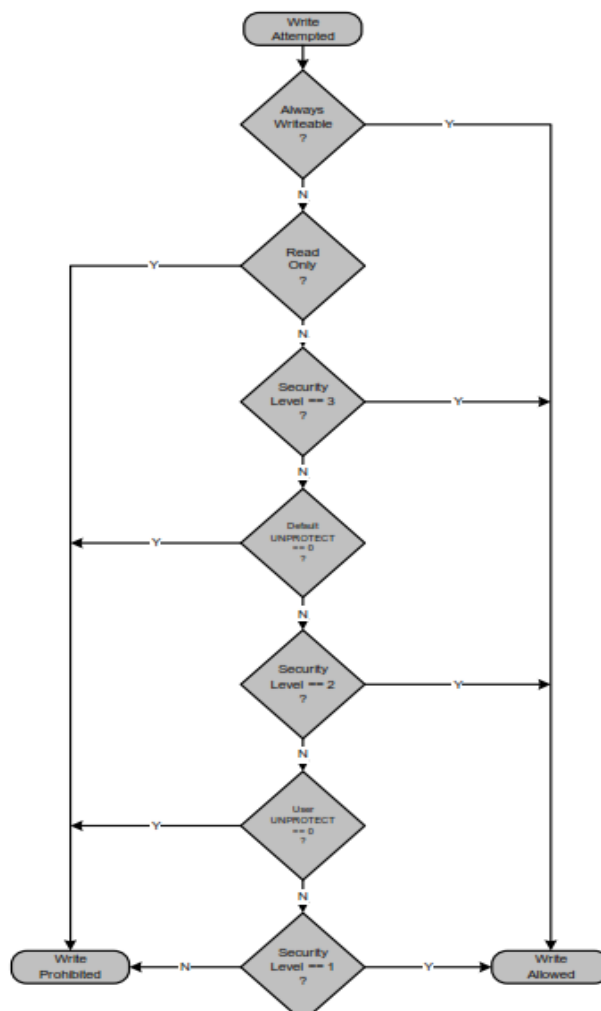 Write
Attempted
Always
Writeable
?
Y
N
Read
Only
?
Y
N
Security
Level == 3
?
Y
N
Default
UNPROTECT
== 0
?
Y
N
Security
Level == 2
?
Y
N
User
UNPROTECT
== 0
?
Y
N
Write
Prohibited
N
Security
Level == 1
?
Y
Write
Allowed